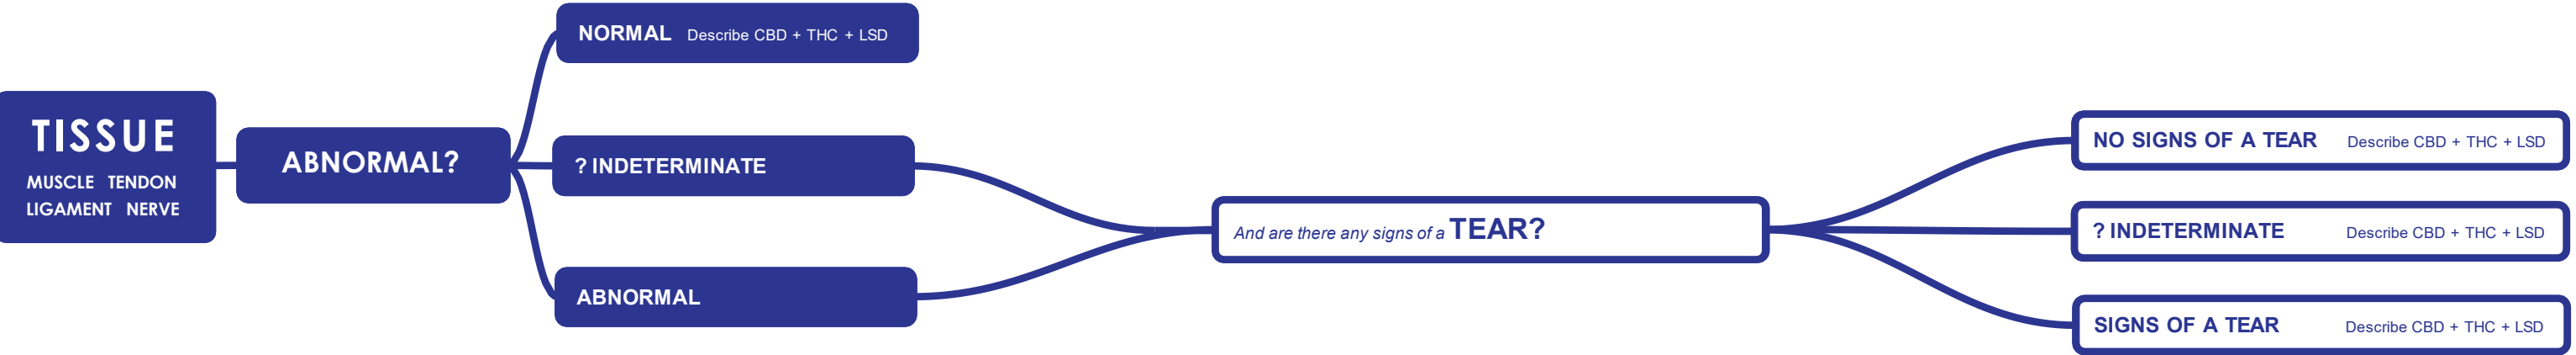 TISSUE
MUSCLE TENDON
LIGAMENT NERVE
ABNORMAL?
NORMAL Describe CBD + THC + LSD
? INDETERMINATE
ABNORMAL
And are there any signs of a TEAR?
NO SIGNS OF A TEAR Describe CBD + THC + LSD
? INDETERMINATE Describe CBD + THC + LSD
SIGNS OF A TEAR Describe CBD + THC + LSD